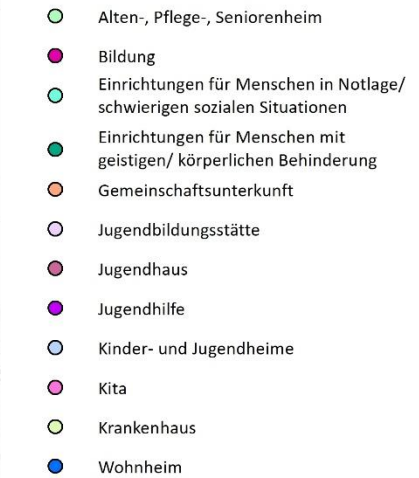 Alten-, Pflege-, Seniorenheim
Bildung
Einrichtungen für Menschen in Notlage/
schwierigen sozialen Situationen
Einrichtungen für Menschen mit
geistigen/ körperlichen Behinderung
Gemeinschaftsunterkunft
Jugendbildungsstätte
Jugendhaus
Jugendhilfe
Kinder- und Jugendheime
Kita
Krankenhaus
Wohnheim